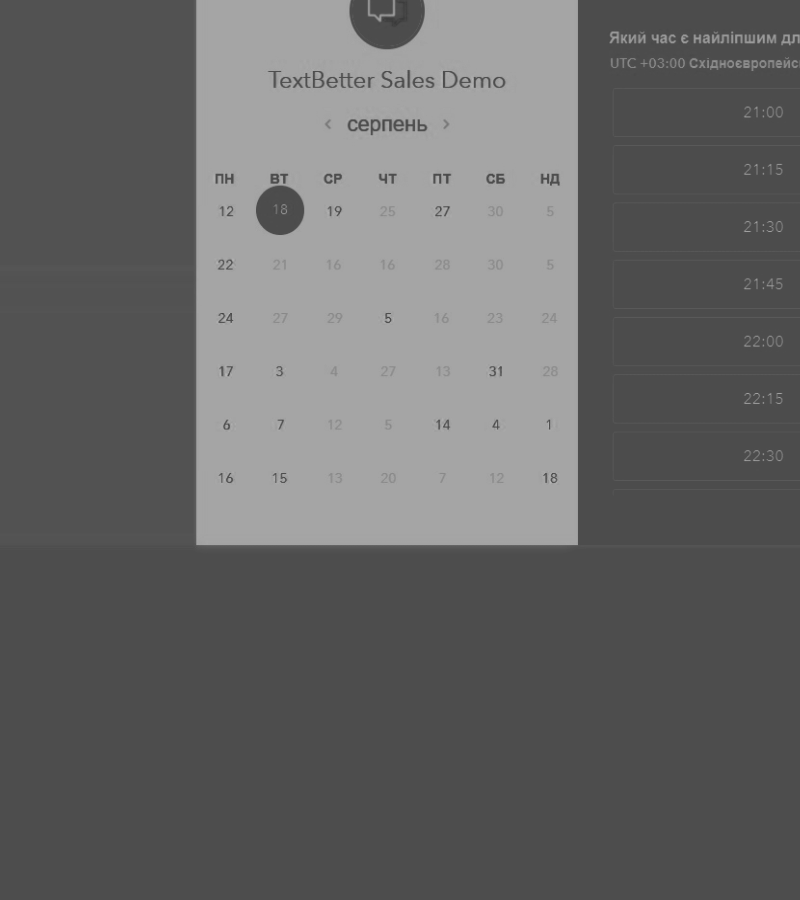 TextBetter Sales Demo
‹ серпень ›
ПН ВТ СР ЧТ ПТ СБ НД
12 18 19 25 27 30 5
22 21 16 16 28 30 5
24 27 29 5 16 23 24
17 3 4 27 13 31 28
6 7 12 5 14 4 1
16 15 13 20 7 12 18
Який час є найліпшим
UTC +03:00
21:00
21:15
21:30
21:45
22:00
22:15
22:30